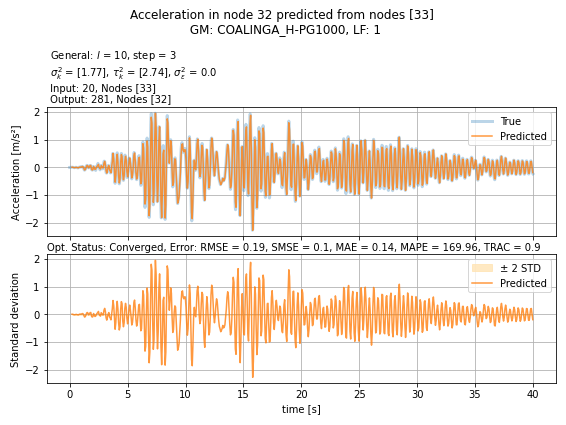 Acceleration in node 32 predicted from nodes [33]
GM: COALINGA_H-PG1000, LF: 1
General: l = 10, step = 3
σ²ₖ = [1.77], τ²ₖ = [2.74], σ²ε = 0.0
Input: 20, Nodes [33]
Output: 281, Nodes [32]
Acceleration [m/s²]
2
1
0
−1
−2
True
Predicted
Opt. Status: Converged, Error: RMSE = 0.19, SMSE = 0.1, MAE = 0.14, MAPE = 169.96, TRAC = 0.9
Standard deviation
2
1
0
−1
−2
± 2 STD
Predicted
0 5 10 15 20 25 30 35 40
time [s]